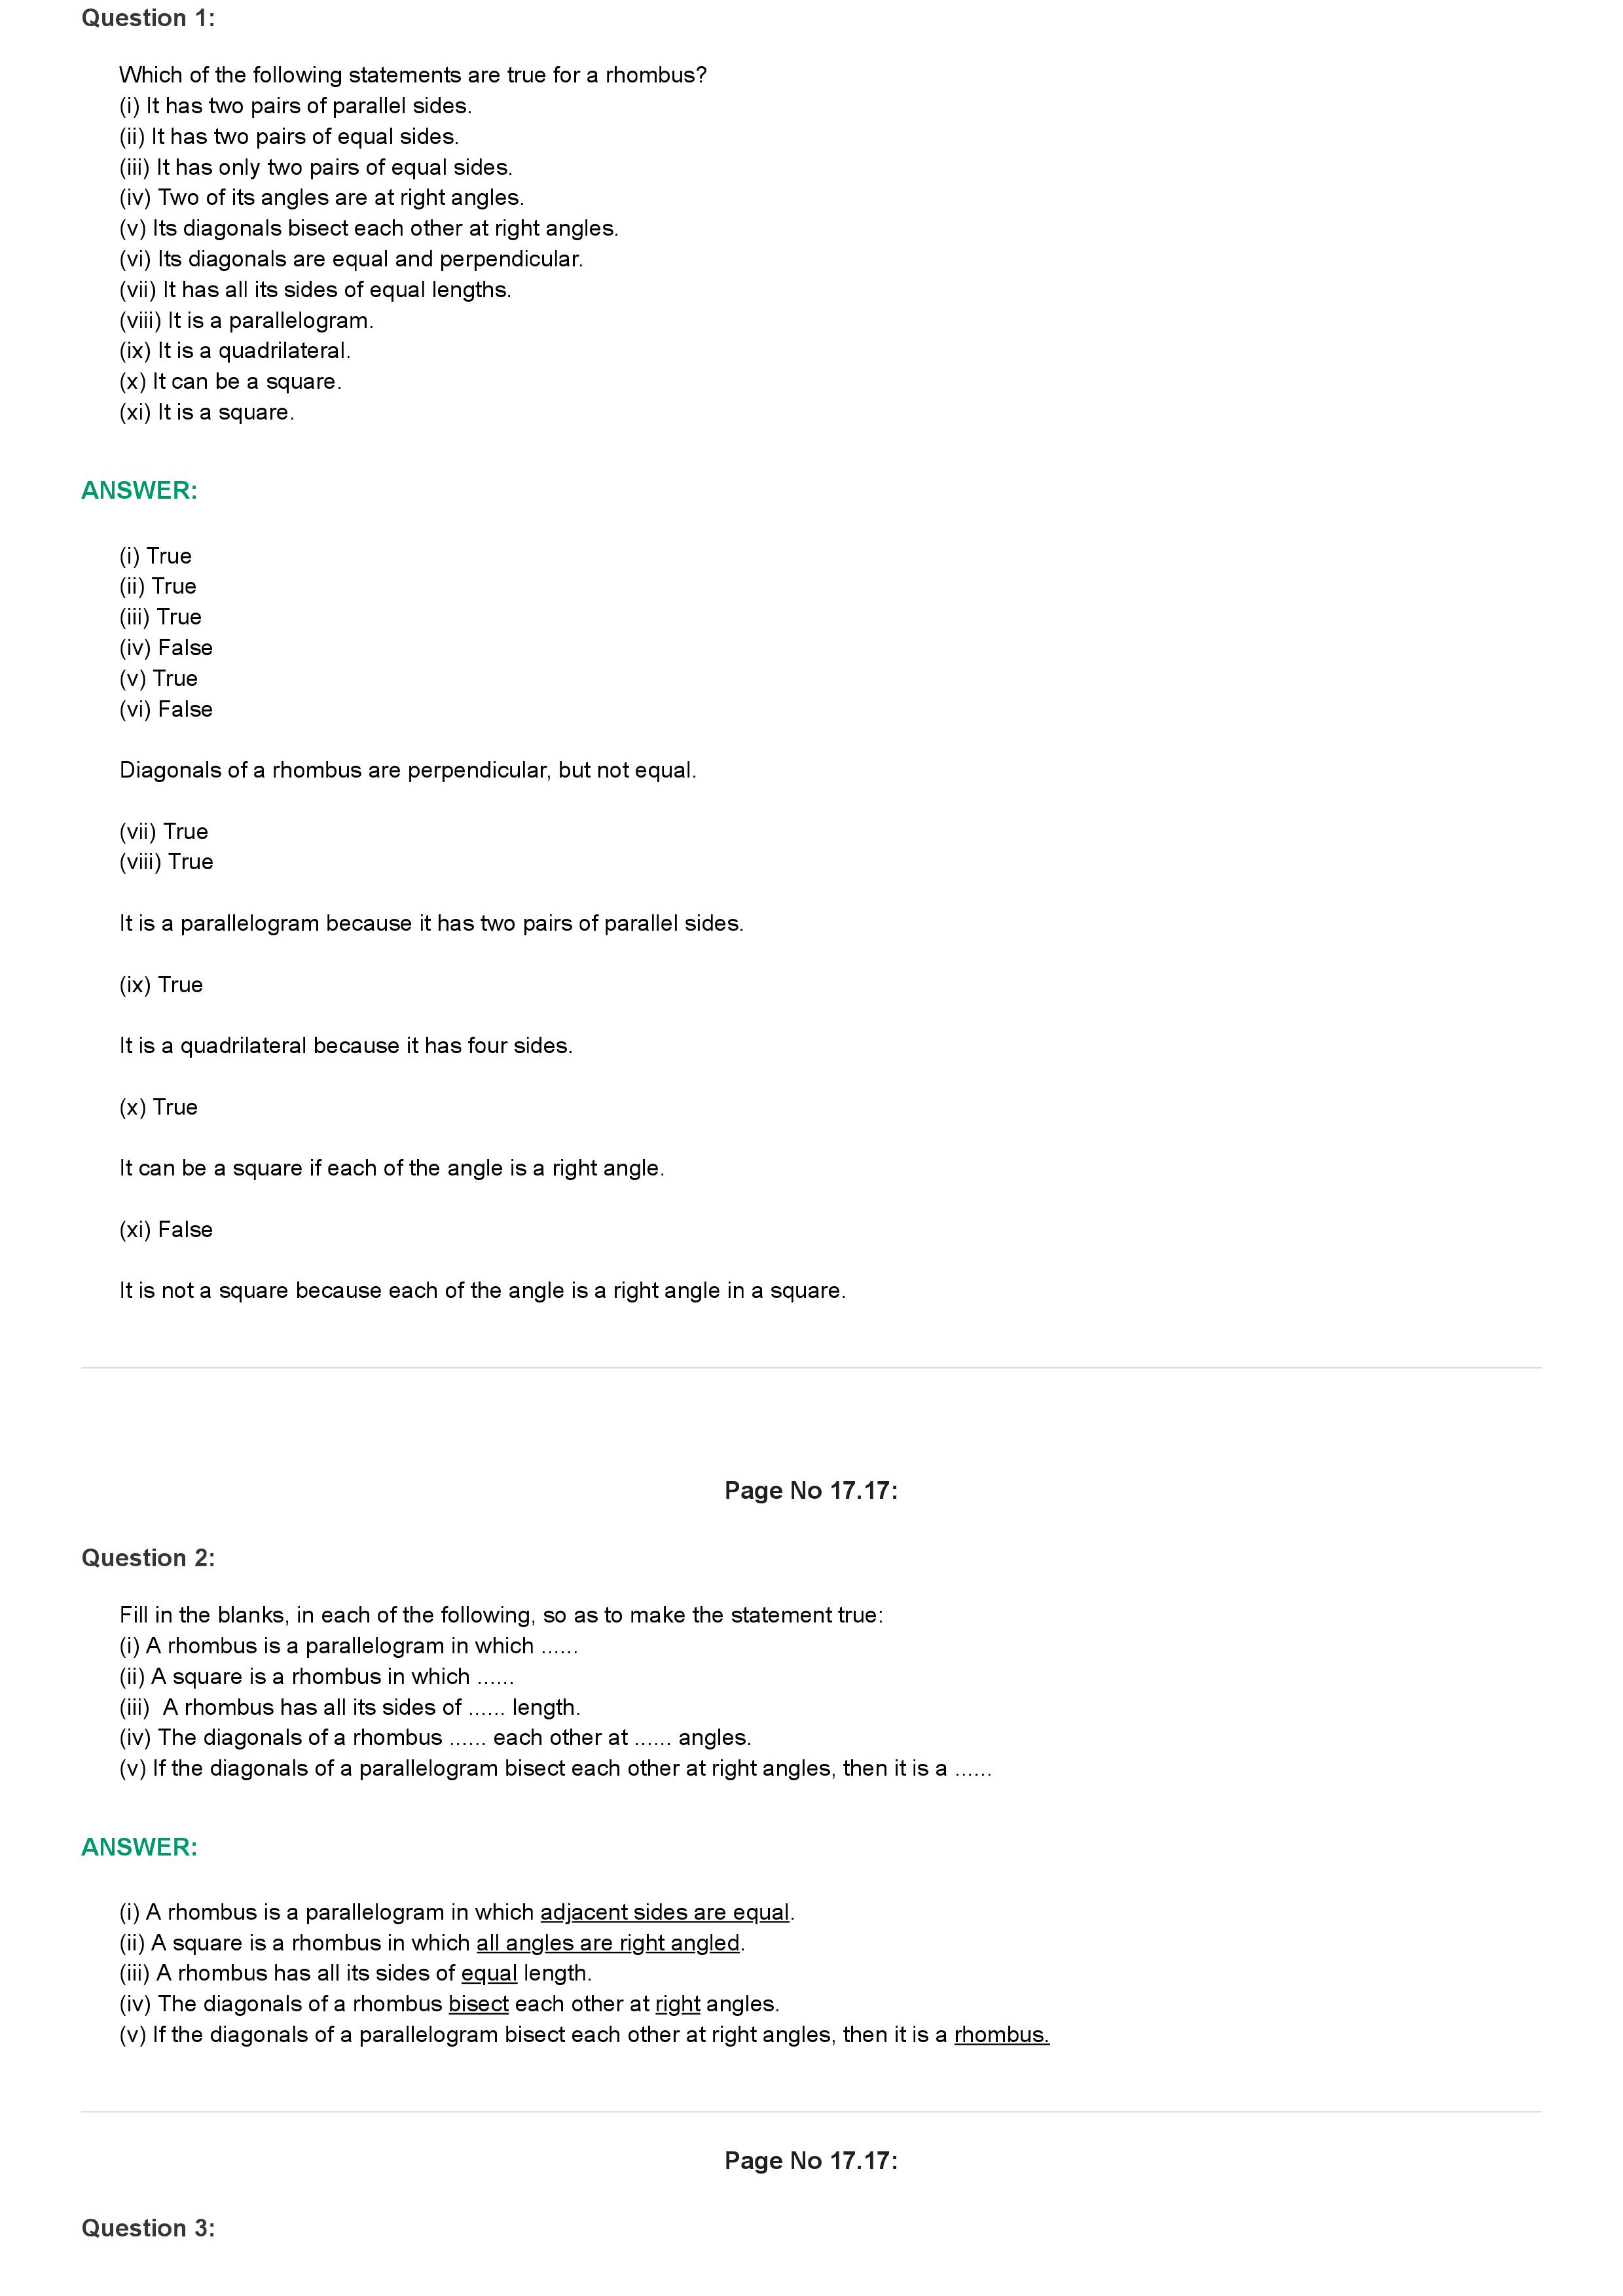 Question 1:
Which of the following statements are true for a rhombus?
(i) It has two pairs of parallel sides.
(ii) It has two pairs of equal sides.
(iii) It has only two pairs of equal sides.
(iv) Two of its angles are at right angles.
(v) Its diagonals bisect each other at right angles.
(vi) Its diagonals are equal and perpendicular.
(vii) It has all its sides of equal lengths.
(viii) It is a parallelogram.
(ix) It is a quadrilateral.
(x) It can be a square.
(xi) It is a square.
ANSWER:
(i) True
(ii) True
(iii) True
(iv) False
(v) True
(vi) False
Diagonals of a rhombus are perpendicular, but not equal.
(vii) True
(viii) True
It is a parallelogram because it has two pairs of parallel sides.
(ix) True
It is a quadrilateral because it has four sides.
(x) True
It can be a square if each of the angle is a right angle.
(xi) False
It is not a square because each of the angle is a right angle in a square.
Page No 17.17:
Question 2:
Fill in the blanks, in each of the following, so as to make the statement true:
(i) A rhombus is a parallelogram in which ......
(ii) A square is a rhombus in which ......
(iii)  A rhombus has all its sides of ...... length.
(iv) The diagonals of a rhombus ...... each other at ...... angles.
(v) If the diagonals of a parallelogram bisect each other at right angles, then it is a ......
ANSWER:
(i) A rhombus is a parallelogram in which adjacent sides are equal.
(ii) A square is a rhombus in which all angles are right angled.
(iii) A rhombus has all its sides of equal length.
(iv) The diagonals of a rhombus bisect each other at right angles.
(v) If the diagonals of a parallelogram bisect each other at right angles, then it is a rhombus.
Page No 17.17:
Question 3: